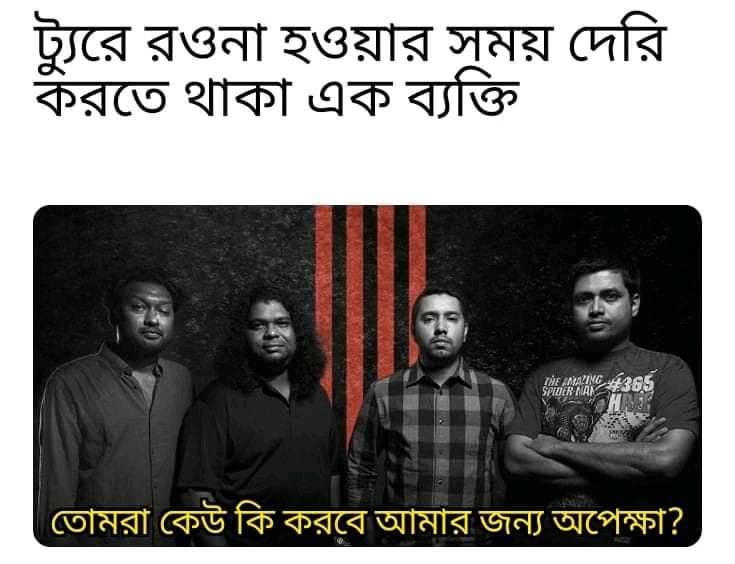 ট্যুরে রওনা হওয়ার সময় দেরি
করতে থাকা এক ব্যক্তি
THE AMAZING
SPIDER-MAN
#365
তোমরা কেউ কি করবে আমার জন্য অপেক্ষা?